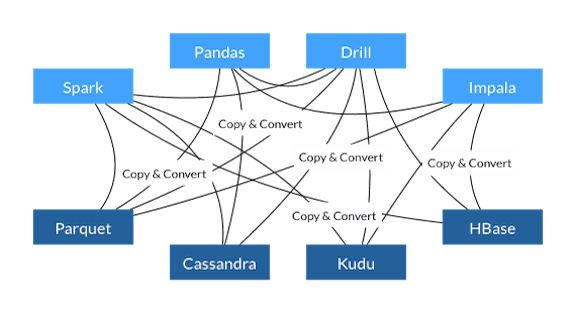 Pandas
Drill
Spark
Impala
Copy & Convert
Copy & Convert
Copy & Convert
Copy & Convert
Copy & Convert
Parquet
HBase
Cassandra
Kudu